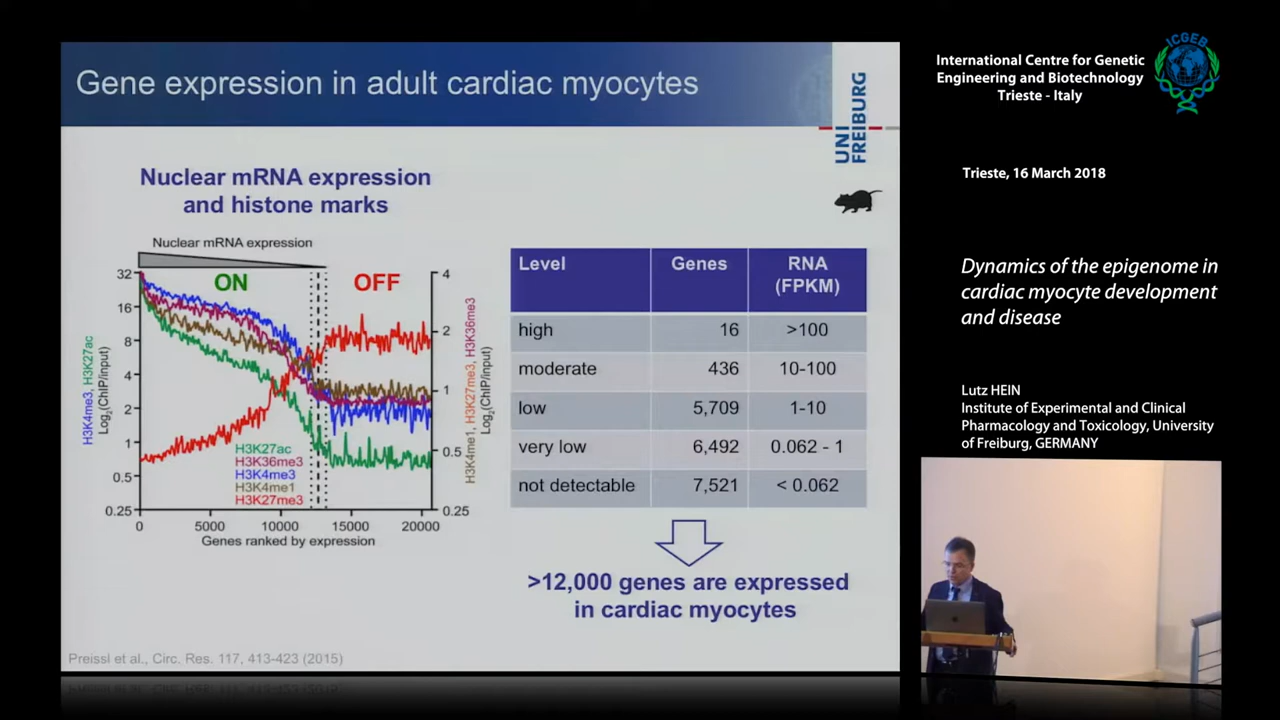 Gene expression in adult cardiac myocytes
UNI
FREIBURG
Nuclear mRNA expression
and histone marks
Nuclear mRNA expression
ON
OFF
32
16
8
4
2
1
0.5
0.25
4
2
1
0.5
0.25
H3K4me3, H3K27ac
Log2(ChIP/input)
H3K4me1, H3K27me3, H3K36me3
Log2(ChIP/input)
H3K27ac
H3K36me3
H3K4me3
H3K4me1
H3K27me3
0 5000 10000 15000 20000
Genes ranked by expression
Level Genes RNA
(FPKM)
high 16 >100
moderate 436 10-100
low 5,709 1-10
very low 6,492 0.062 - 1
not detectable 7,521 < 0.062
>12,000 genes are expressed
in cardiac myocytes
Preissl et al., Circ. Res. 117, 413-423 (2015)
International Centre for Genetic
Engineering and Biotechnology
Trieste - Italy
ICGEB
Trieste, 16 March 2018
Dynamics of the epigenome in
cardiac myocyte development
and disease
Lutz HEIN
Institute of Experimental and Clinical
Pharmacology and Toxicology, University
of Freiburg, GERMANY